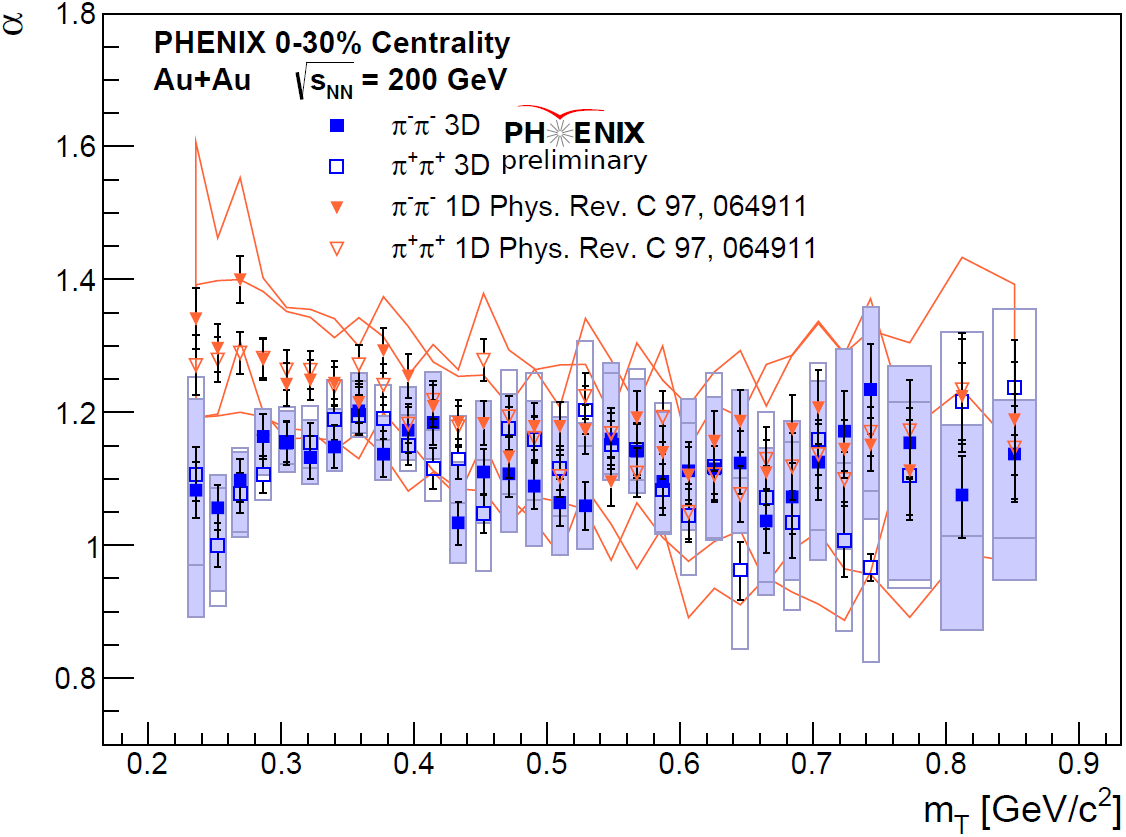 α
1.8
1.6
1.4
1.2
1
0.8
PHENIX 0-30% Centrality
Au+Au √sNN = 200 GeV
π-π- 3D
π+π+ 3D
PHENIX
preliminary
π-π- 1D Phys. Rev. C 97, 064911
π+π+ 1D Phys. Rev. C 97, 064911
0.2 0.3 0.4 0.5 0.6 0.7 0.8 0.9
mT [GeV/c2]